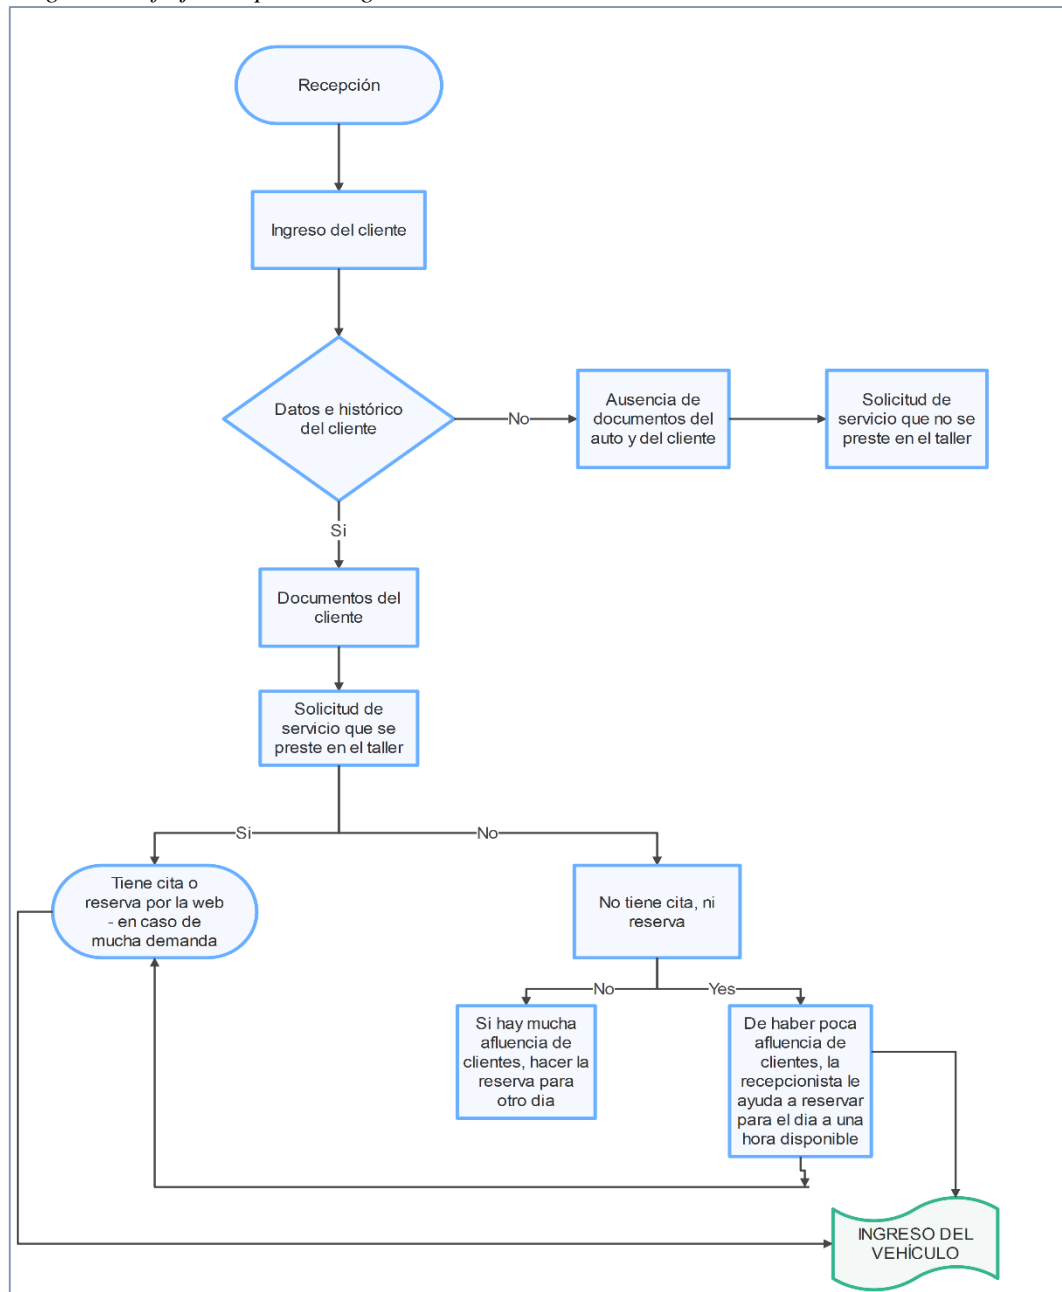 Recepción
Ingreso del cliente
Datos e histórico
del cliente
No
Ausencia de
documentos del
auto y del cliente
Solicitud de
servicio que no se
preste en el taller
Si
Documentos del
cliente
Solicitud de
servicio que se
preste en el taller
Si
No
Tiene cita o
reserva por la web
- en caso de
mucha demanda
No tiene cita, ni
reserva
No
Yes
Si hay mucha
afluencia de
clientes, hacer la
reserva para
otro dia
De haber poca
afluencia de
clientes, la
recepcionista le
ayuda a reservar
para el dia a una
hora disponible
INGRESO DEL
VEHÍCULO